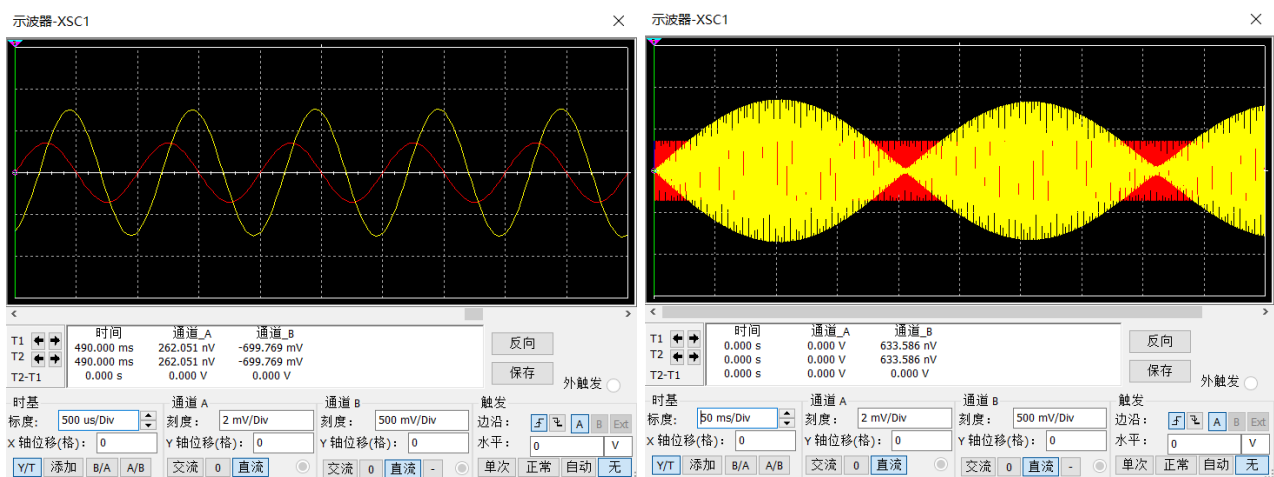 示波器-XSC1 ×
时间 通道_A 通道_B
T1 490.000 ms 262.051 nV -699.769 mV
T2 490.000 ms 262.051 nV -699.769 mV
T2-T1 0.000 s 0.000 V 0.000 V
反向
保存
外触发
时基
标度: 500 us/Div
X 轴位移(格): 0
Y/T 添加 B/A A/B
通道 A
刻度: 2 mV/Div
Y 轴位移(格): 0
交流 0 直流
通道 B
刻度: 500 mV/Div
Y 轴位移(格): 0
交流 0 直流 -
触发
边沿: A B Ext
水平: 0 V
单次 正常 自动 无
示波器-XSC1 ×
时间 通道_A 通道_B
T1 0.000 s 0.000 V 633.586 nV
T2 0.000 s 0.000 V 633.586 nV
T2-T1 0.000 s 0.000 V 0.000 V
反向
保存
外触发
时基
标度: 50 ms/Div
X 轴位移(格): 0
Y/T 添加 B/A A/B
通道 A
刻度: 2 mV/Div
Y 轴位移(格): 0
交流 0 直流
通道 B
刻度: 500 mV/Div
Y 轴位移(格): 0
交流 0 直流 -
触发
边沿: A B Ext
水平: 0 V
单次 正常 自动 无